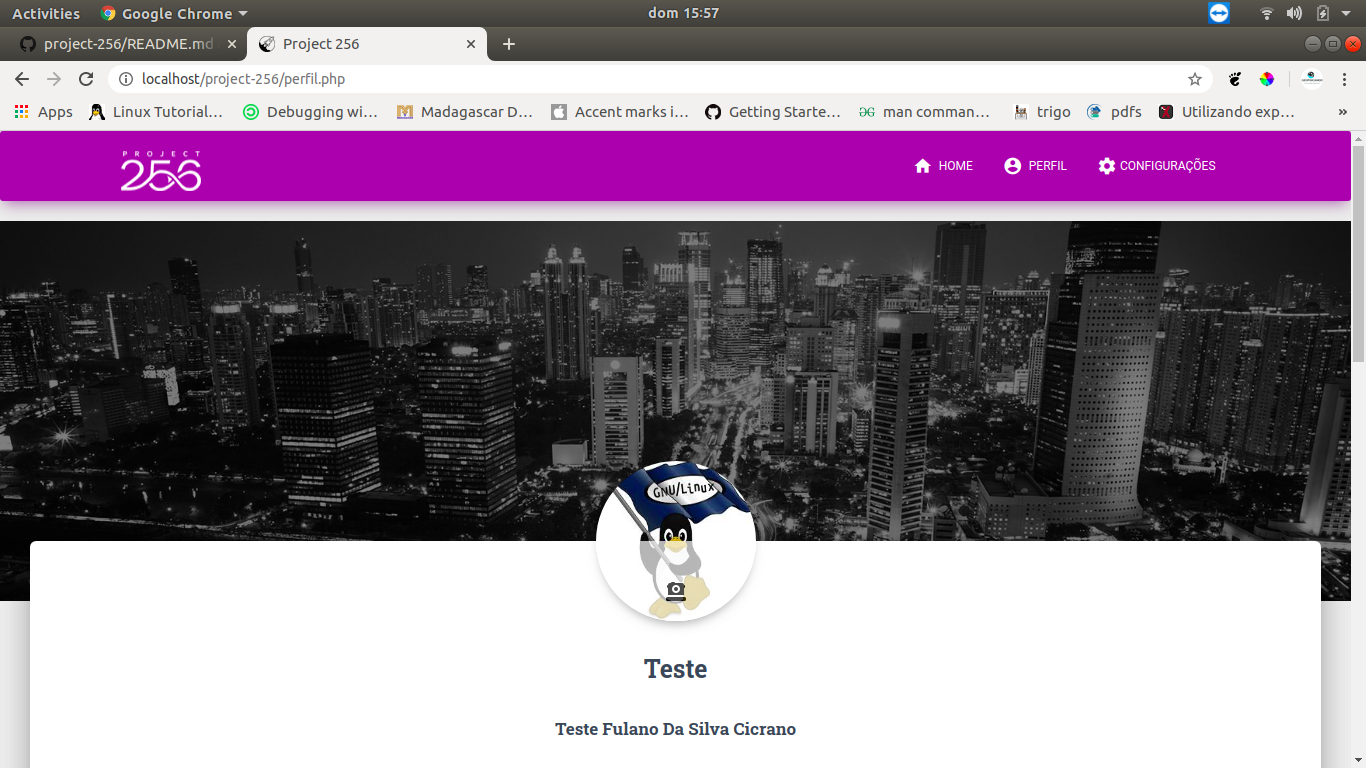 Activities Google Chrome dom 15:57
project-256/README.md Project 256
localhost/project-256/perfil.php
Apps Linux Tutorial… Debugging wi… Madagascar D… Accent marks i… Getting Starte… man comman… trigo pdfs Utilizando exp… »
PROJECT
256
HOME PERFIL CONFIGURAÇÕES
GNU/Linux
Teste
Teste Fulano Da Silva Cicrano